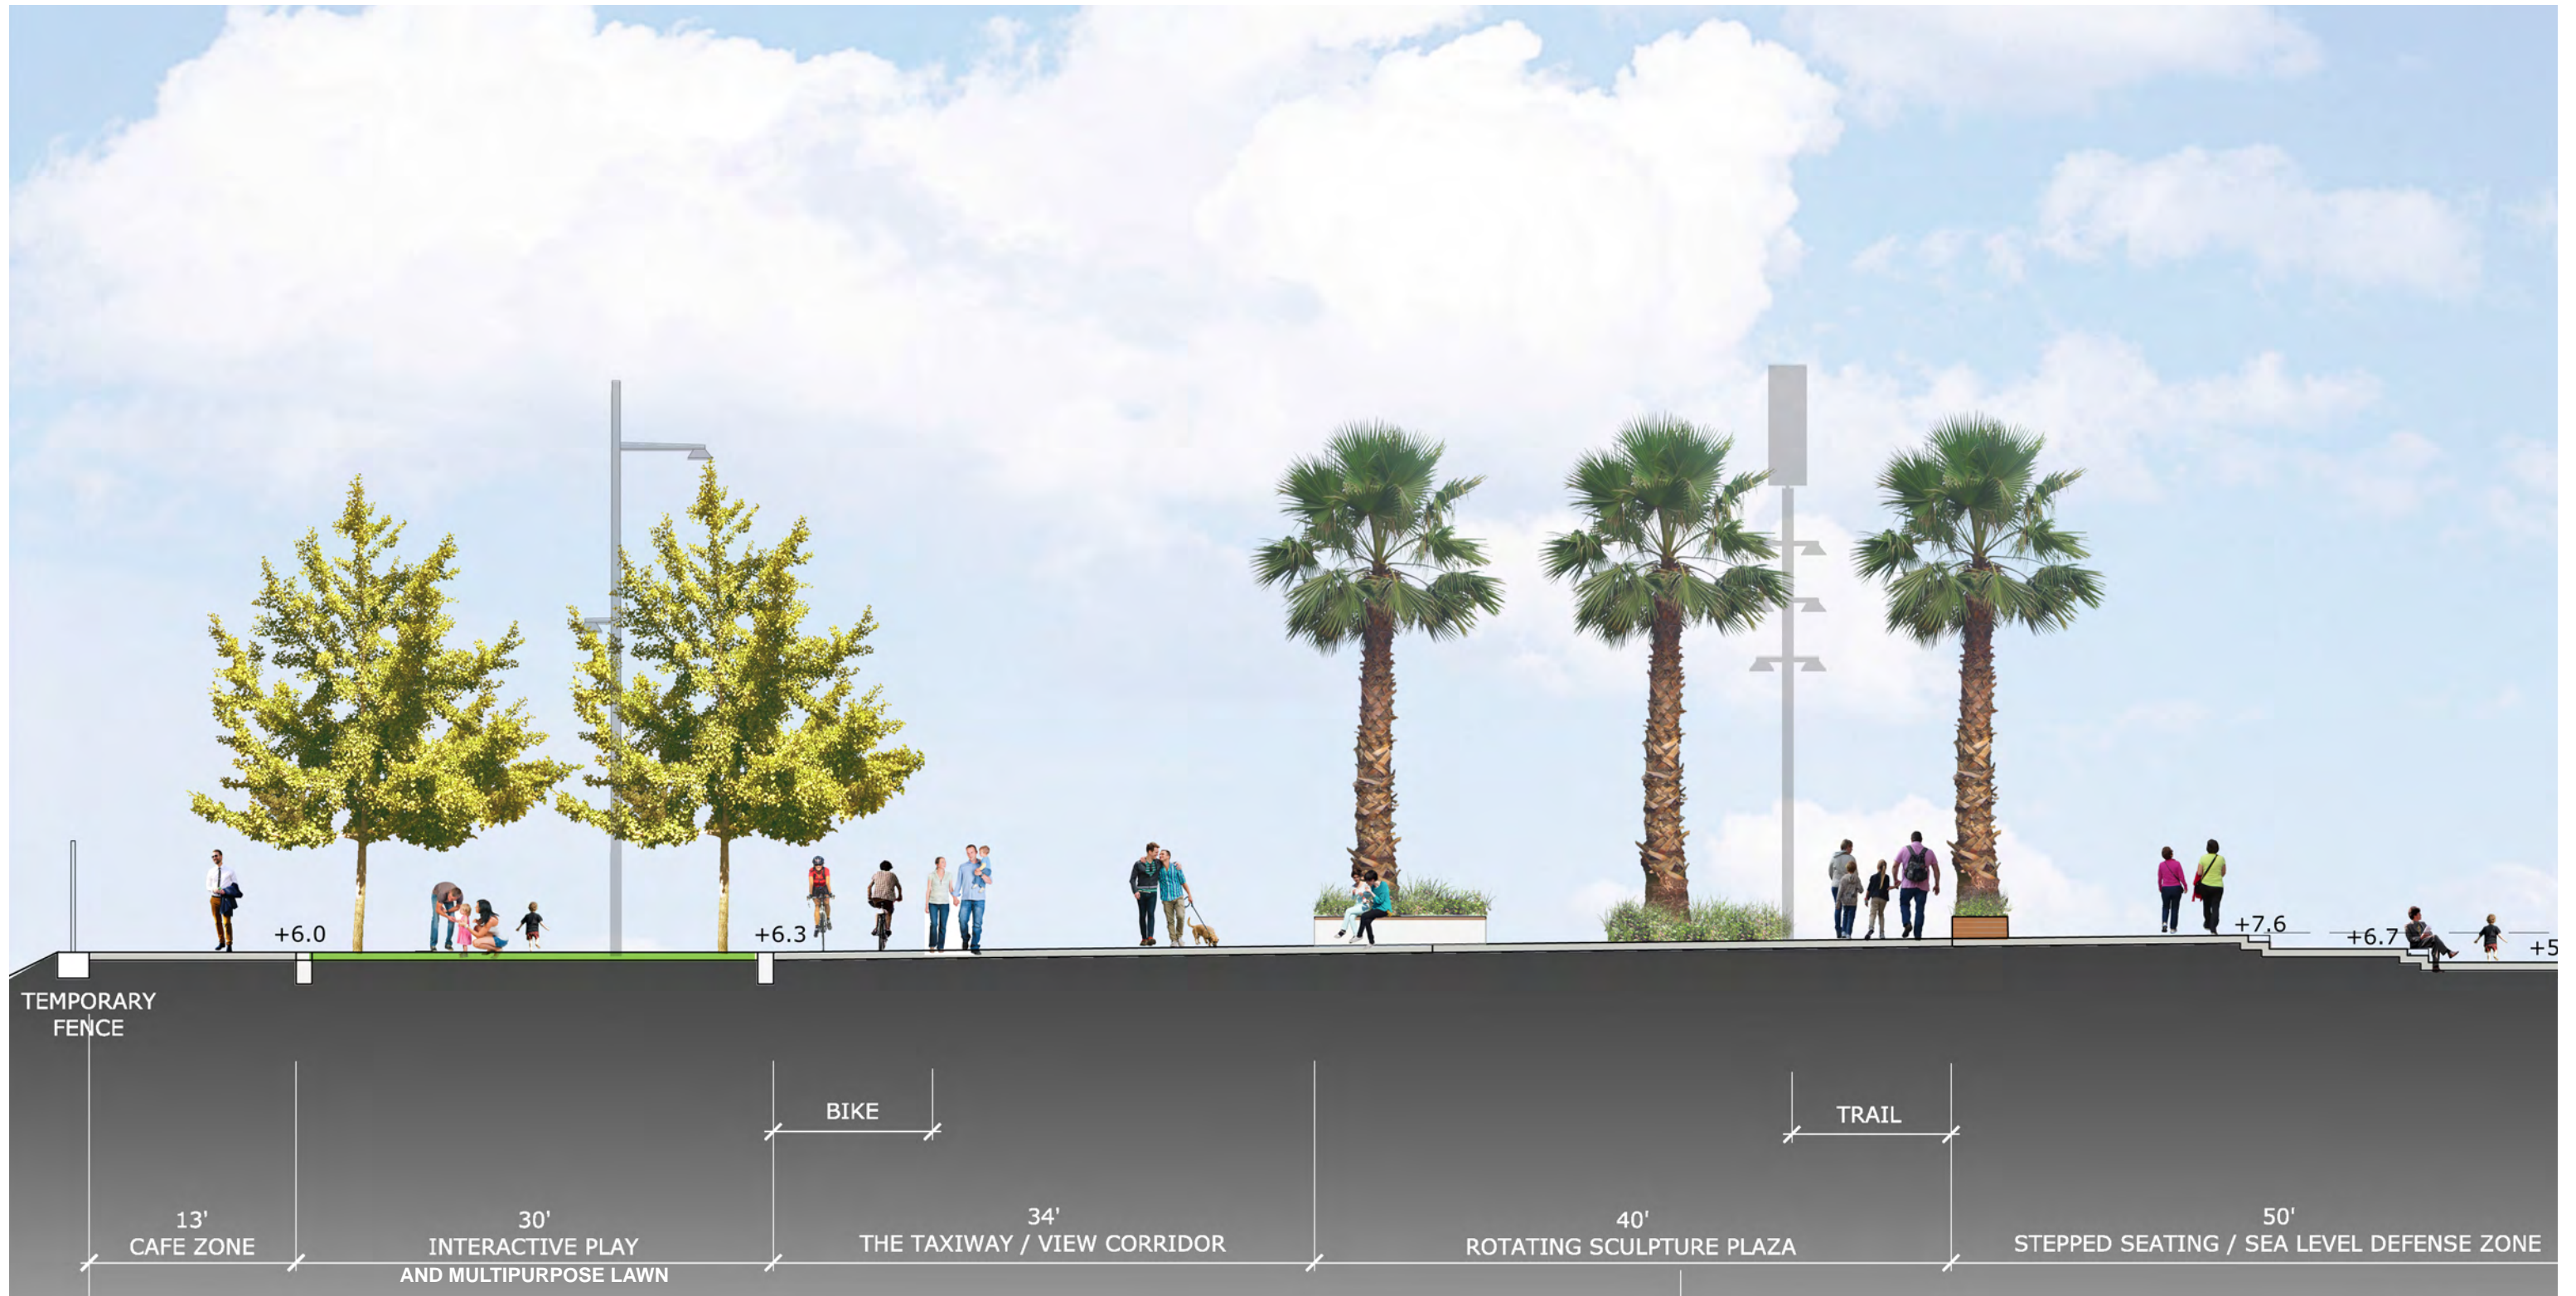 +6.0
+6.3
+7.6
+6.7
+5
TEMPORARY
FENCE
BIKE
TRAIL
13'
CAFE ZONE
30'
INTERACTIVE PLAY
AND MULTIPURPOSE LAWN
34'
THE TAXIWAY / VIEW CORRIDOR
40'
ROTATING SCULPTURE PLAZA
50'
STEPPED SEATING / SEA LEVEL DEFENSE ZONE